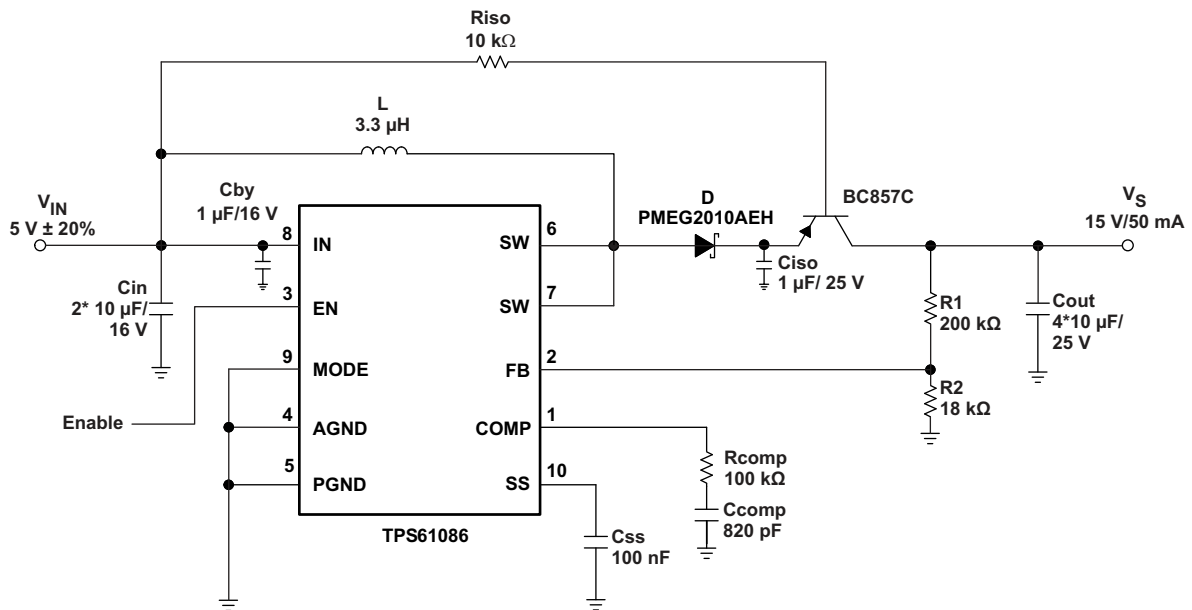 Riso
10 kΩ
L
3.3 µH
Cby
1 µF/16 V
V_IN
5 V ± 20%
D
PMEG2010AEH
BC857C
V_S
15 V/50 mA
8
IN
SW
6
Cin
2* 10 µF/
16 V
3
EN
SW
7
Ciso
1 µF/ 25 V
R1
200 kΩ
Cout
4*10 µF/
25 V
9
MODE
FB
2
R2
18 kΩ
Enable
4
AGND
COMP
1
Rcomp
100 kΩ
5
PGND
SS
10
Ccomp
820 pF
TPS61086
Css
100 nF